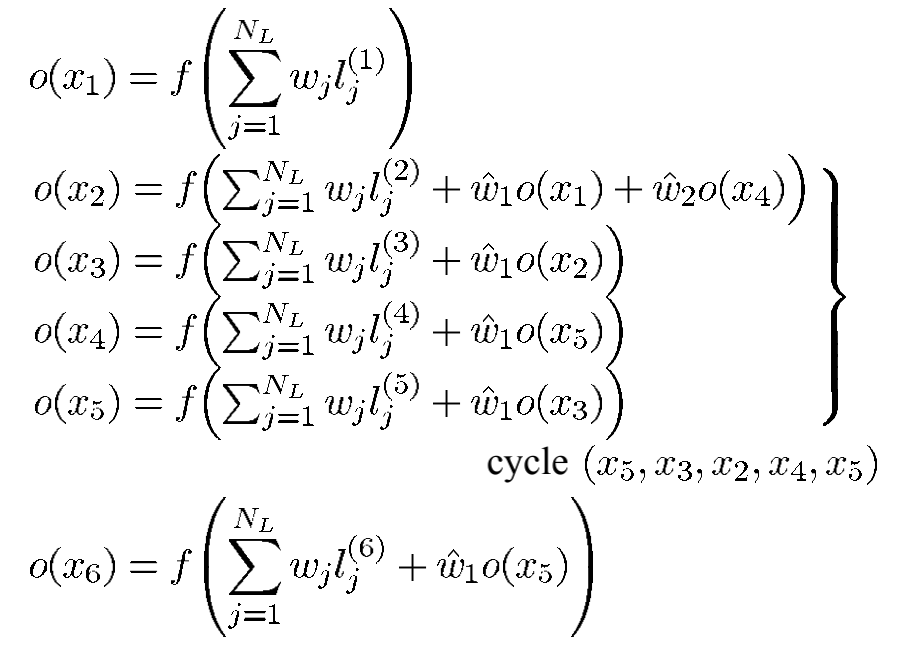 o(x_1) = f\left( \sum_{j=1}^{N_L} w_j l_j^{(1)} \right)
o(x_2) = f\left( \sum_{j=1}^{N_L} w_j l_j^{(2)} + \hat{w}_1 o(x_1) + \hat{w}_2 o(x_4) \right)
o(x_3) = f\left( \sum_{j=1}^{N_L} w_j l_j^{(3)} + \hat{w}_1 o(x_2) \right)
o(x_4) = f\left( \sum_{j=1}^{N_L} w_j l_j^{(4)} + \hat{w}_1 o(x_5) \right)
o(x_5) = f\left( \sum_{j=1}^{N_L} w_j l_j^{(5)} + \hat{w}_1 o(x_3) \right)
cycle (x_5, x_3, x_2, x_4, x_5)
o(x_6) = f\left( \sum_{j=1}^{N_L} w_j l_j^{(6)} + \hat{w}_1 o(x_5) \right)